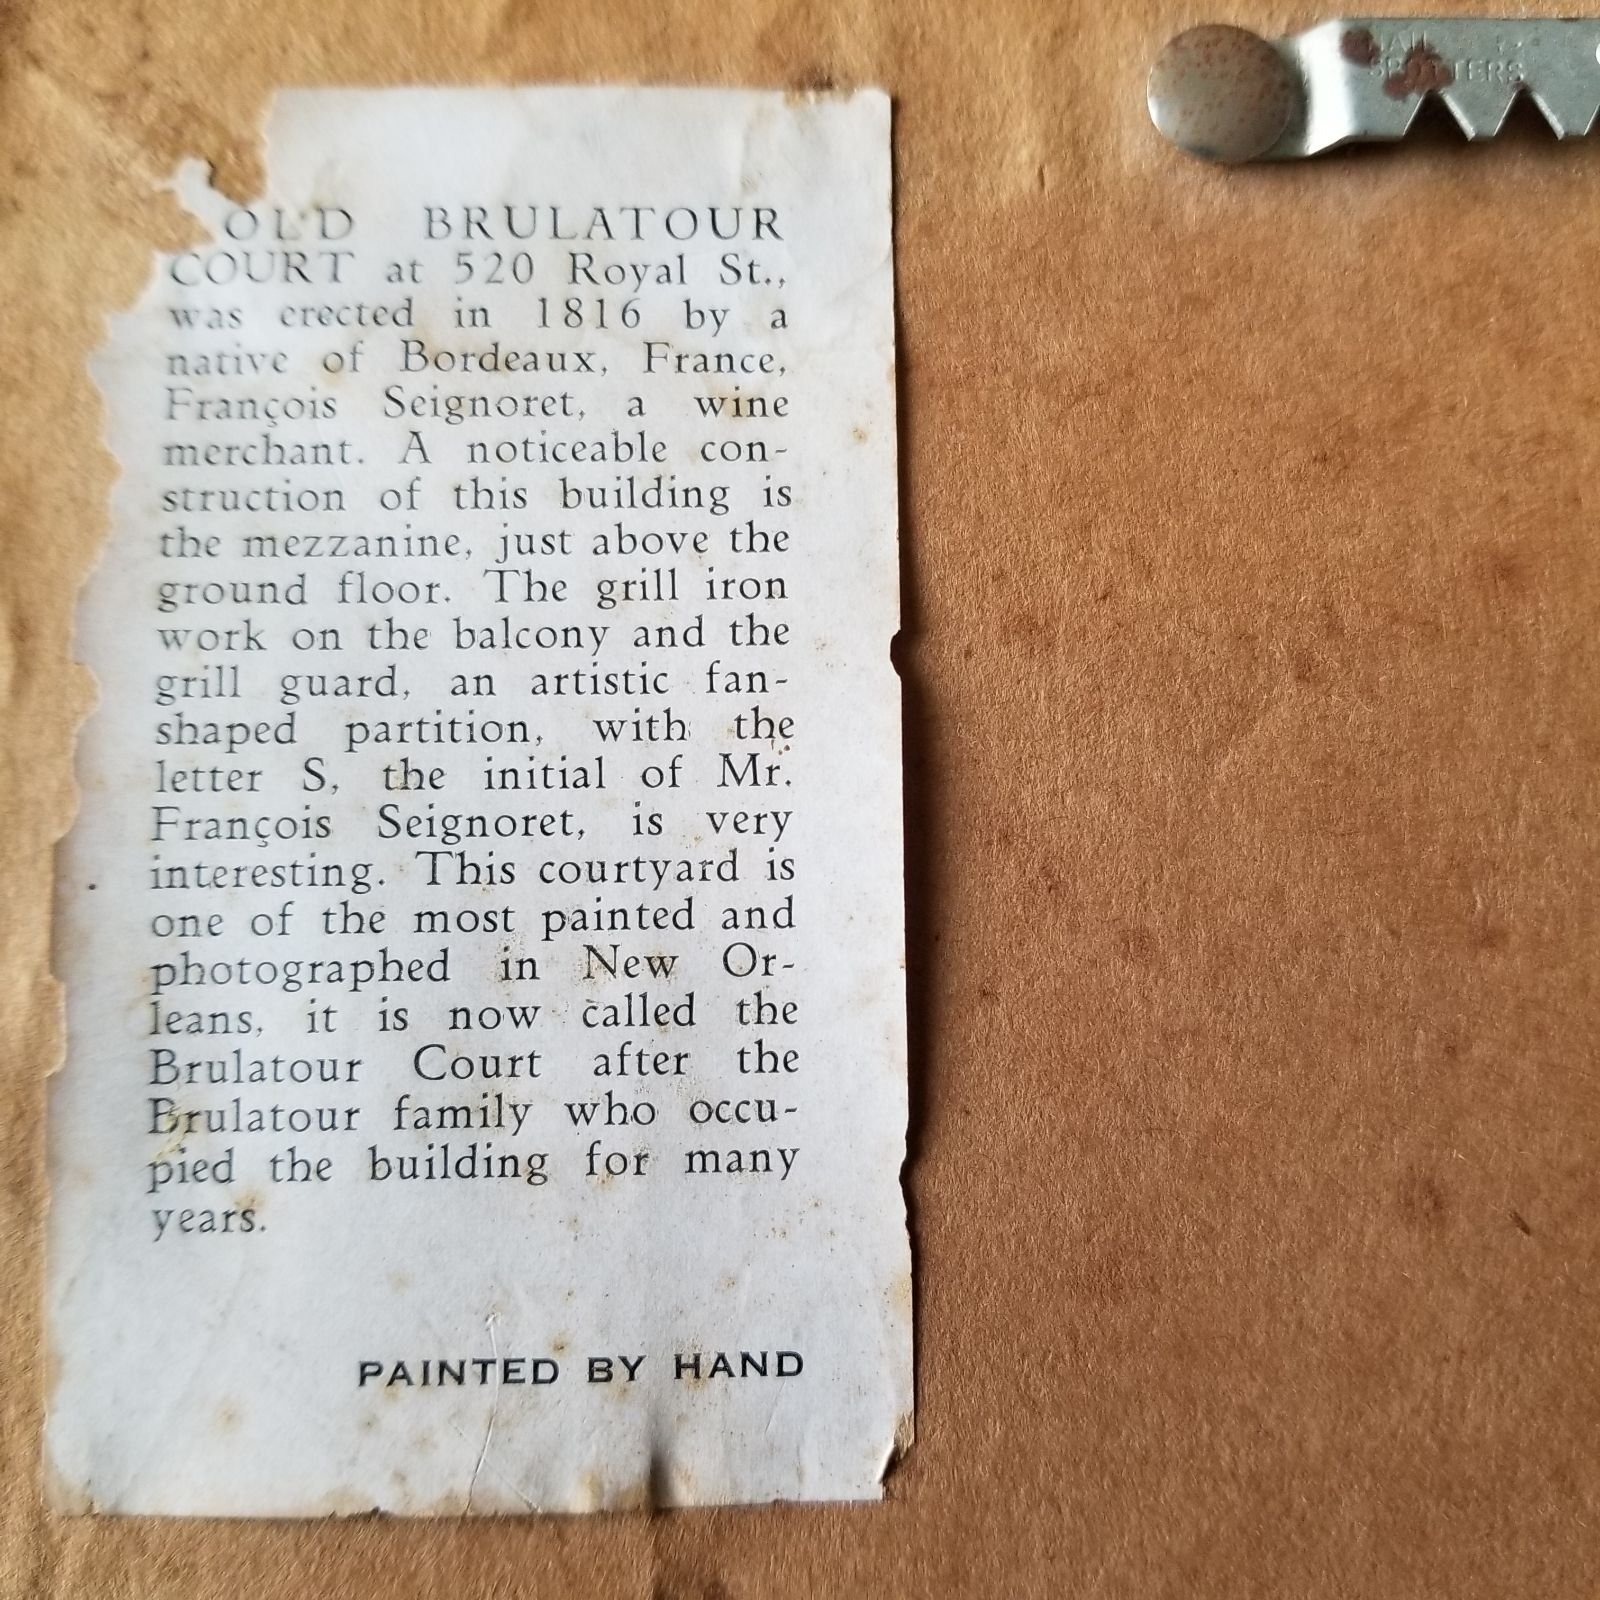 OLD BRULATOUR
COURT at 520 Royal St.,
was erected in 1816 by a
native of Bordeaux, France,
François Seignoret, a wine
merchant. A noticeable con-
struction of this building is
the mezzanine, just above the
ground floor. The grill iron
work on the balcony and the
grill guard, an artistic fan-
shaped partition, with the
letter S, the initial of Mr.
François Seignoret, is very
interesting. This courtyard is
one of the most painted and
photographed in New Or-
leans, it is now called the
Brulatour Court after the
Brulatour family who occu-
pied the building for many
years.
PAINTED BY HAND